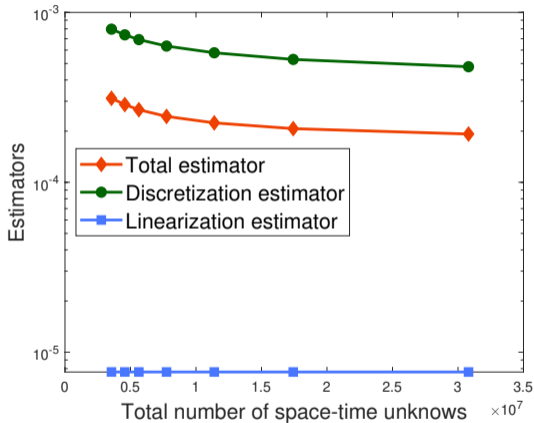 10^-3
10^-4
10^-5
Estimators
Total estimator
Discretization estimator
Linearization estimator
0 0.5 1 1.5 2 2.5 3 3.5
×10^7
Total number of space-time unknows